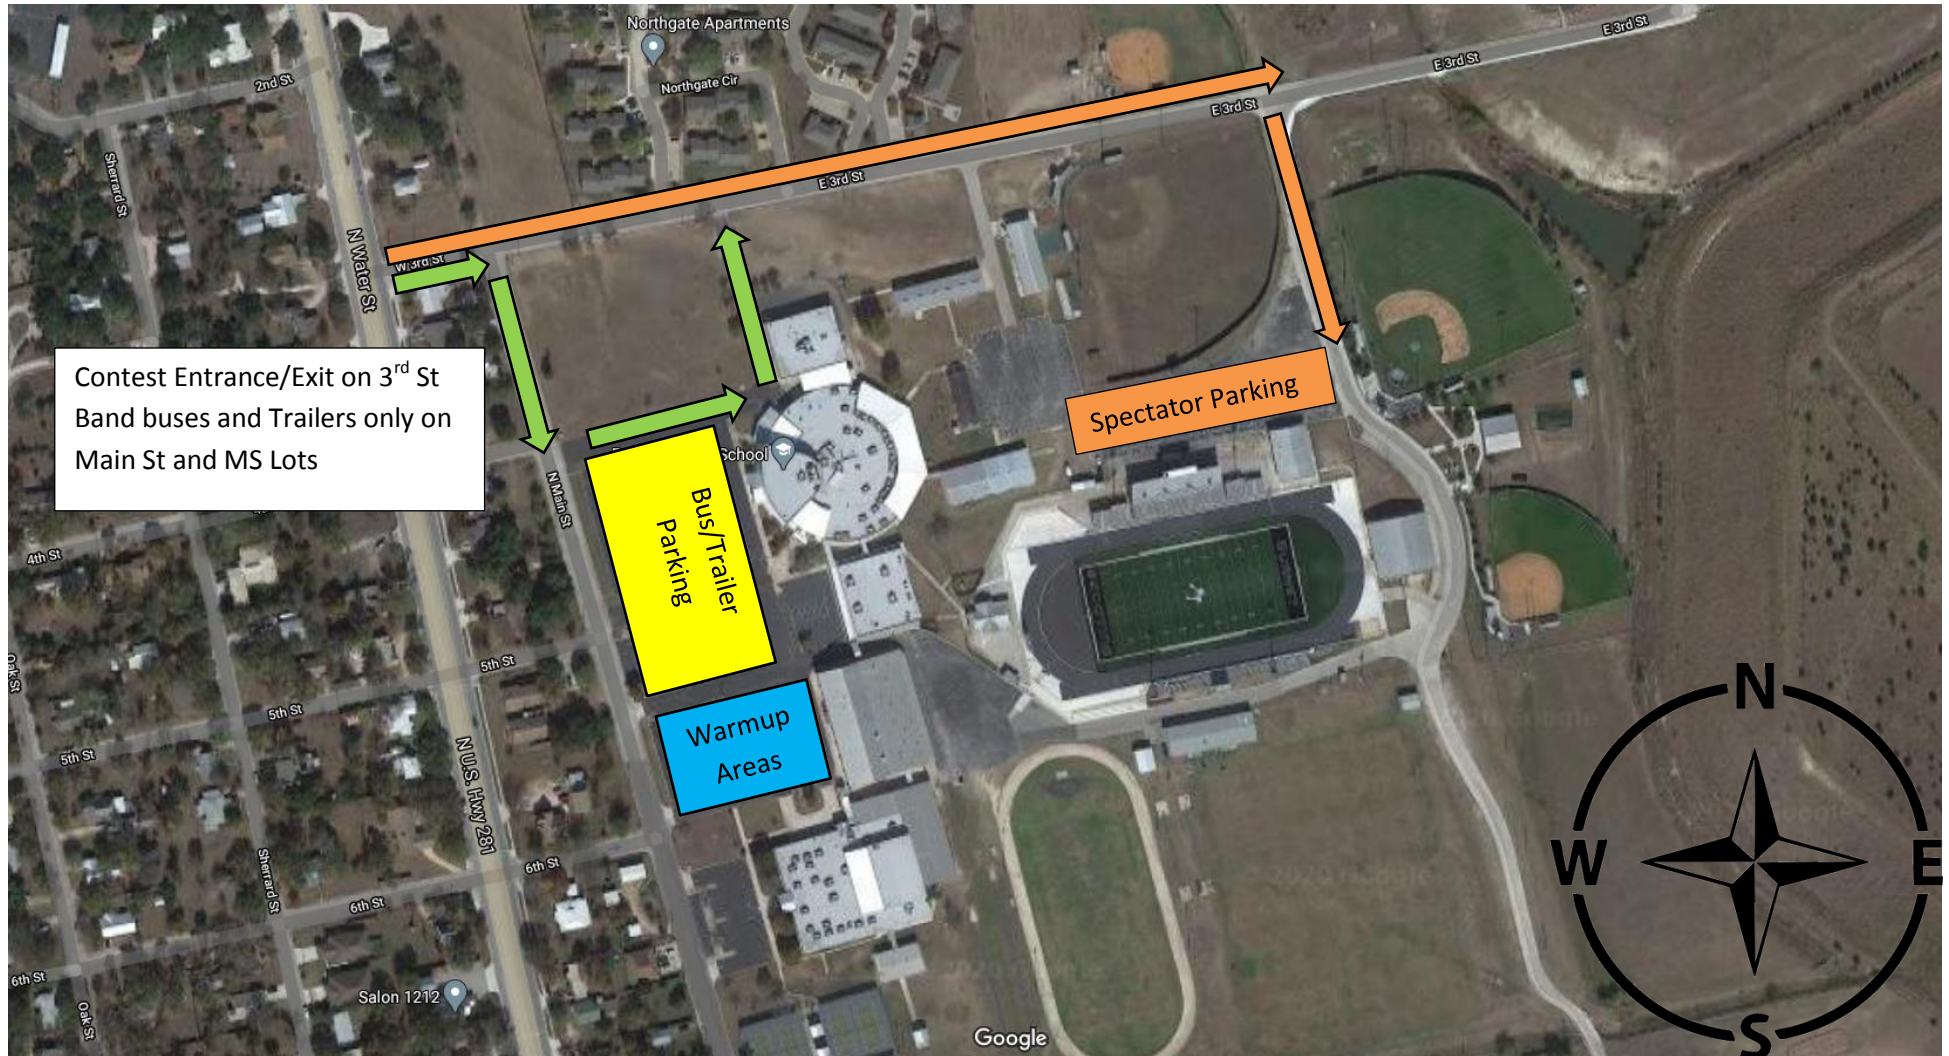 Northgate Apartments
Northgate Cir
2nd St
E 3rd St
E 3rd St
E 3rd St
E 3rd St
Sherrard St
N Water St
W 3rd St
Contest Entrance/Exit on 3rd St
Band buses and Trailers only on
Main St and MS Lots
Spectator Parking
School
N Main St
Bus/Trailer
Parking
4th St
5th St
5th St
5th St
Oak St
Warmup
Areas
N U.S. Hwy 281
6th St
6th St
6th St
Sherrard St
Oak St
Salon 1212
Google
N
W
E
S